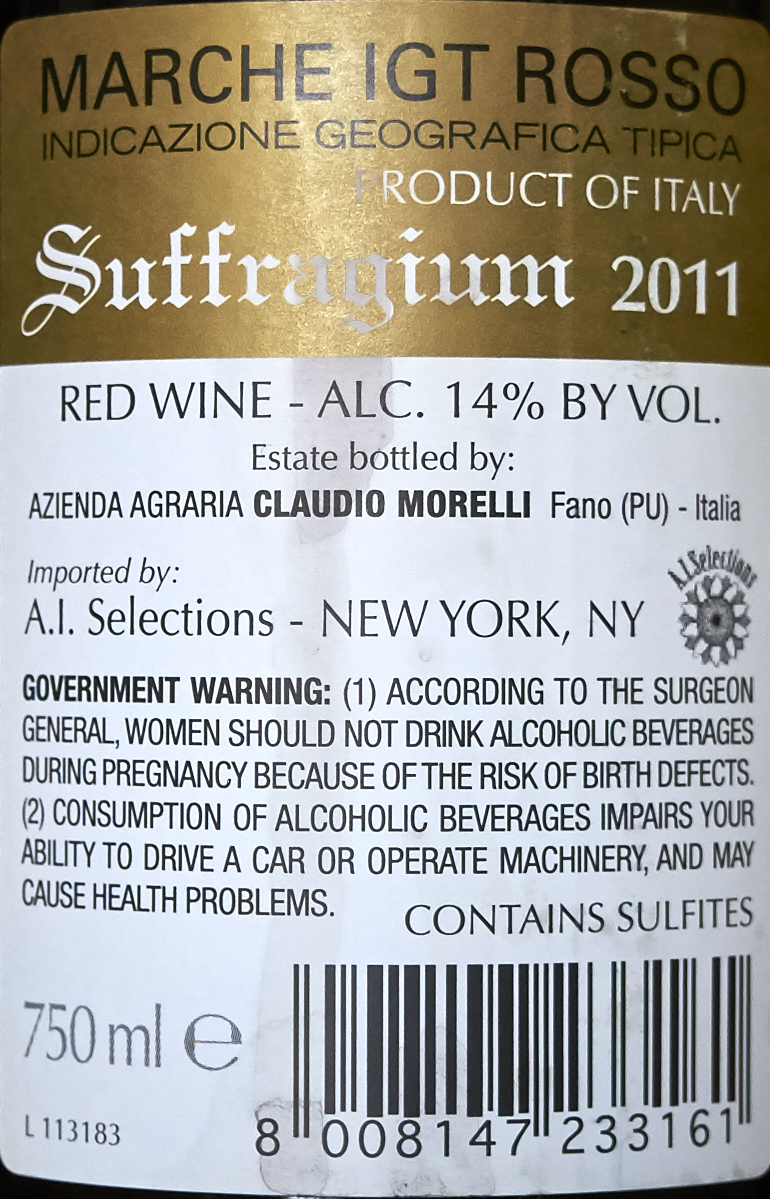 MARCHE IGT ROSSO
INDICAZIONE GEOGRAFICA TIPICA
PRODUCT OF ITALY
Suffragium 2011
RED WINE - ALC. 14% BY VOL.
Estate bottled by:
AZIENDA AGRARIA CLAUDIO MORELLI Fano (PU) - Italia
Imported by:
A.I. Selections - NEW YORK, NY
A.I.Selections
GOVERNMENT WARNING: (1) ACCORDING TO THE SURGEON
GENERAL, WOMEN SHOULD NOT DRINK ALCOHOLIC BEVERAGES
DURING PREGNANCY BECAUSE OF THE RISK OF BIRTH DEFECTS.
(2) CONSUMPTION OF ALCOHOLIC BEVERAGES IMPAIRS YOUR
ABILITY TO DRIVE A CAR OR OPERATE MACHINERY, AND MAY
CAUSE HEALTH PROBLEMS.
CONTAINS SULFITES
750 ml e
L 113183
8 008147 233161